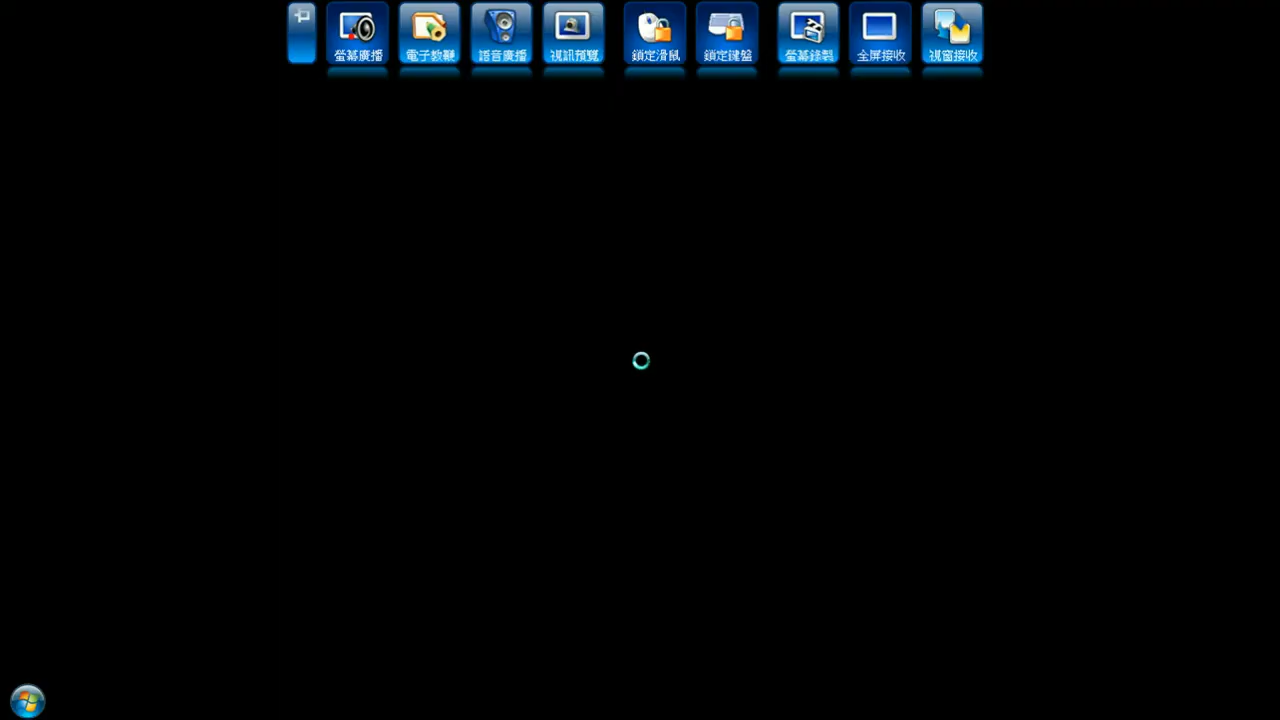 螢幕廣播
電子教鞭
語音廣播
視訊預覽
鎖定滑鼠
鎖定鍵盤
螢幕錄製
全屏接收
視窗接收